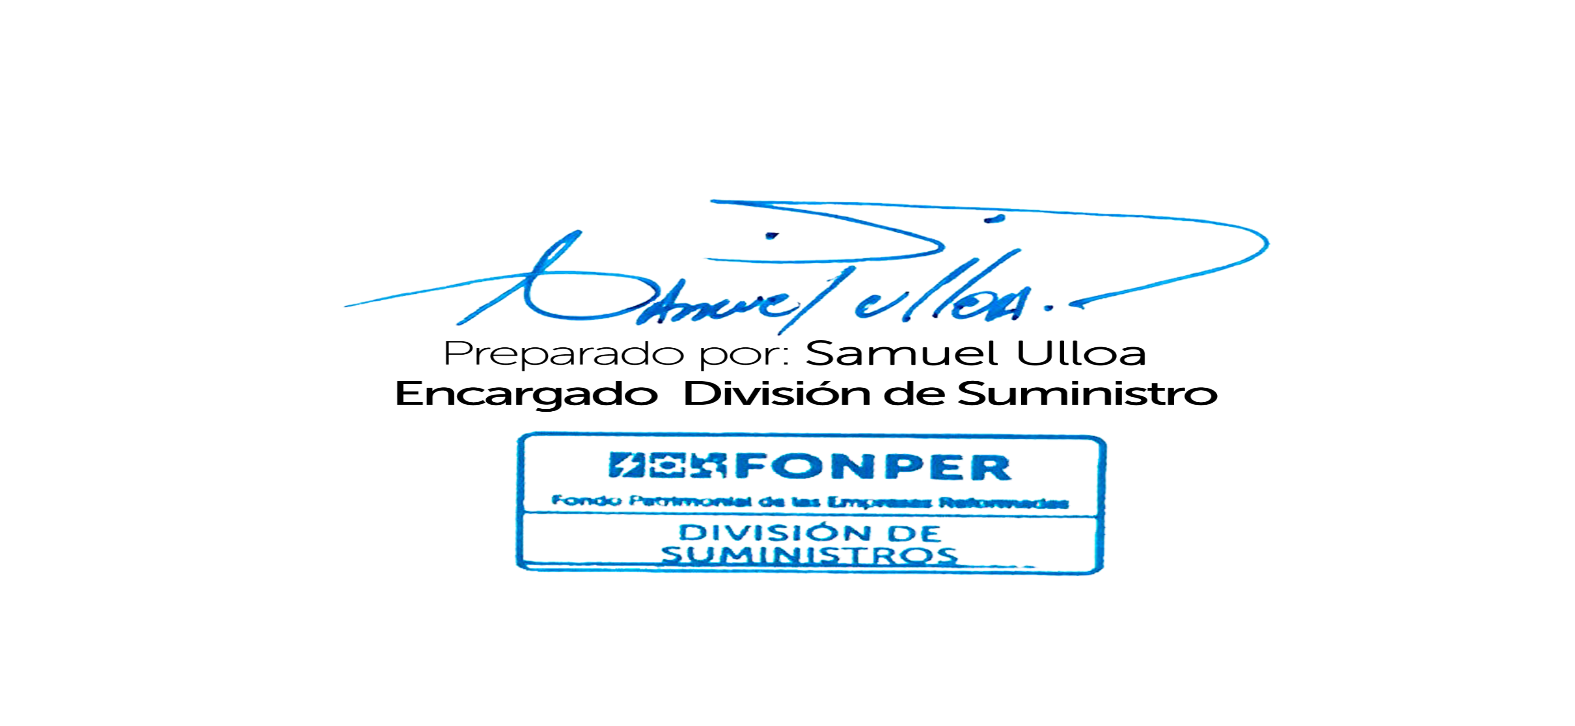 Samuel Ulloa.
Preparado por: Samuel Ulloa
Encargado División de Suministro
FONPER
Fondo Patrimonial de las Empresas Reformadas
DIVISIÓN DE
SUMINISTROS